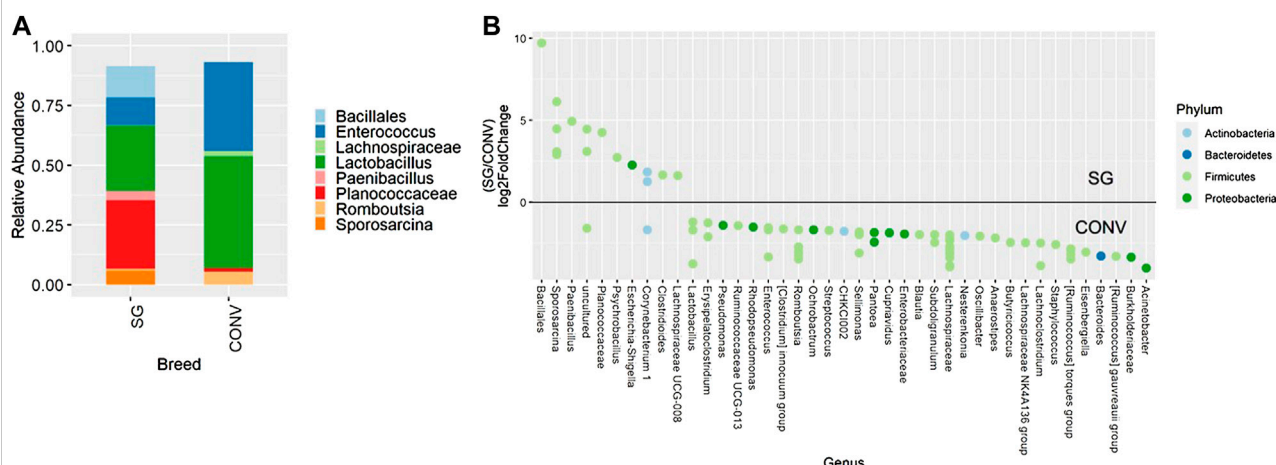 A
1.00
0.75
0.50
0.25
0.00
Relative Abundance
SG
CONV
Breed
Bacillales
Enterococcus
Lachnospiraceae
Lactobacillus
Paenibacillus
Planococcaceae
Romboutsia
Sporosarcina
B
10
5
0
(SG/CONV)
log2FoldChange
SG
CONV
Bacillales
Sporosarcina
Paenibacillus
uncultured
Planococcaceae
Psychrobacillus
Escherichia-Shigella
Corynebacterium 1
Clostridioides
Lachnospiraceae UCG-008
Lactobacillus
Erysipelatoclostridium
Pseudomonas
Ruminococcaceae UCG-013
Rhodopseudomonas
Enterococcus
[Clostridium] innocuum group
Romboutsia
Ochrobactrum
Streptococcus
CHKCI002
Sellimonas
Pantoea
Cupriavidus
Enterobacteriaceae
Blautia
Subdoligranulum
Lachnospiraceae
Nesterenkonia
Oscillibacter
Anaerostipes
Butyricicoccus
Lachnospiraceae NK4A136 group
Lachnoclostridium
Staphylococcus
[Ruminococcus] torques group
Eisenbergiella
Bacteroides
[Ruminococcus] gauvreauii group
Burkholderiaceae
Acinetobacter
Genus
Phylum
Actinobacteria
Bacteroidetes
Firmicutes
Proteobacteria